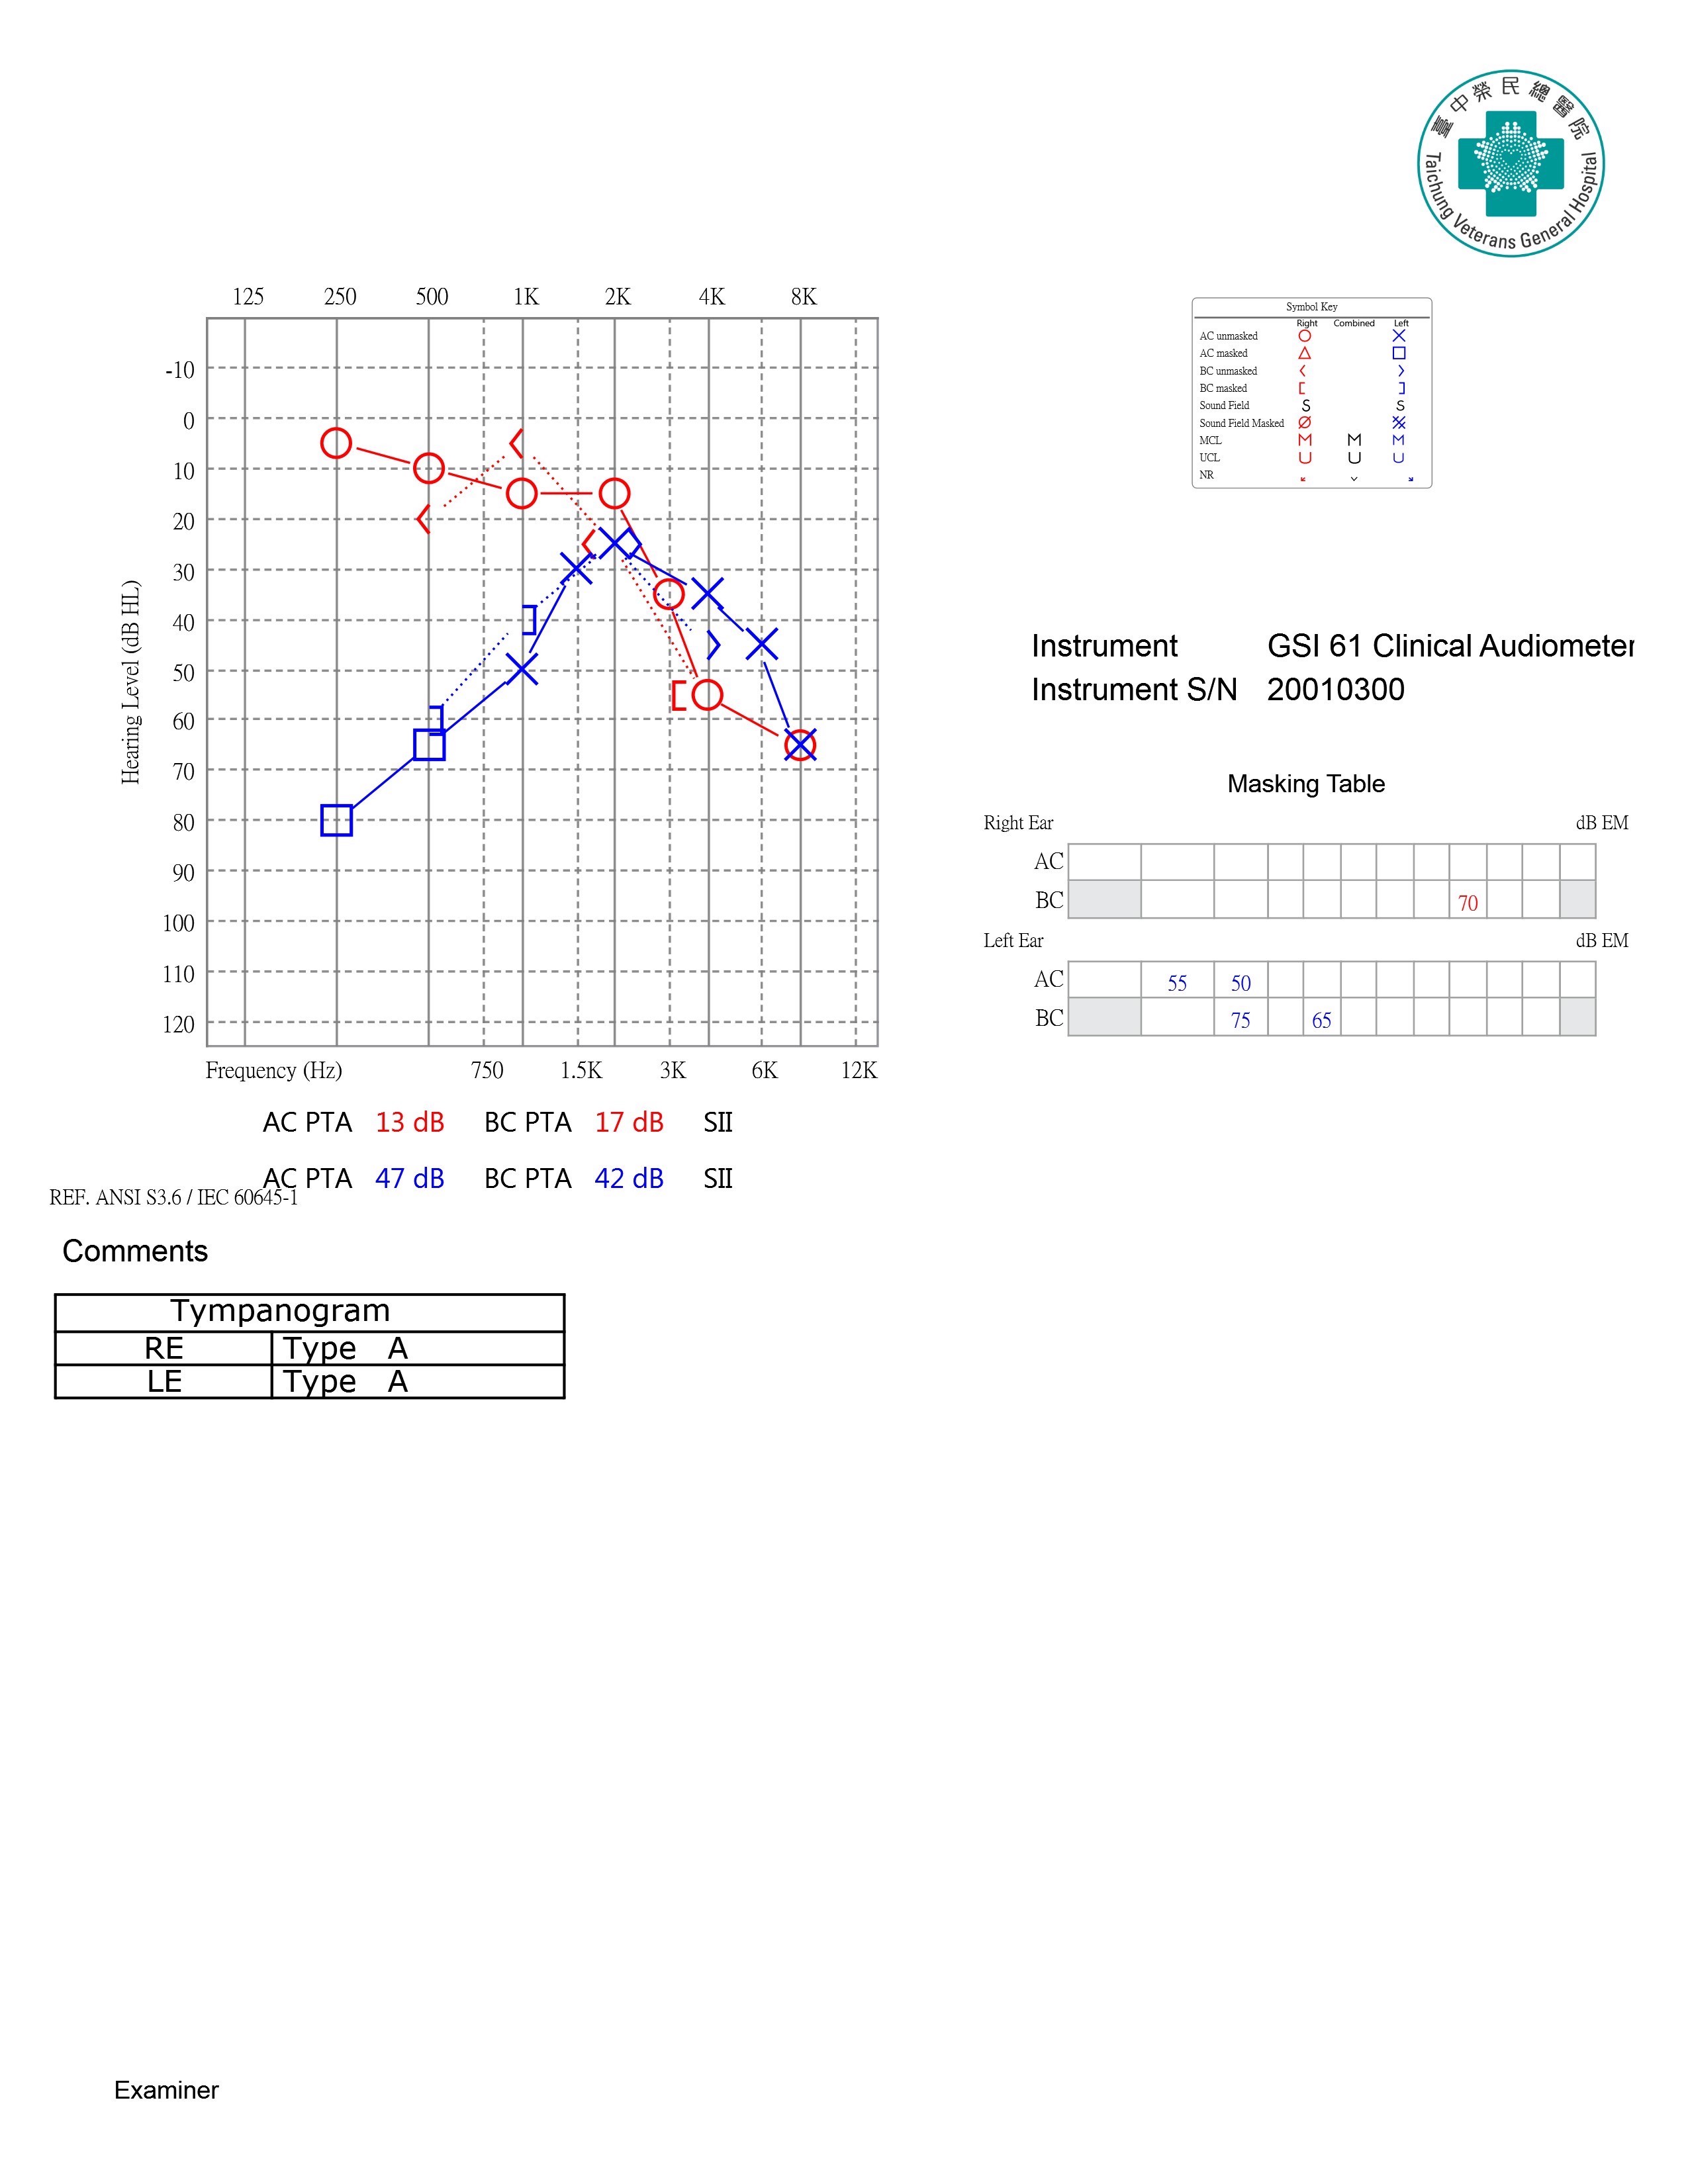 臺中榮民總醫院
Taichung Veterans General Hospital
125 250 500 1K 2K 4K 8K
-10
0
10
20
30
40
50
60
70
80
90
100
110
120
Hearing Level (dB HL)
Frequency (Hz) 750 1.5K 3K 6K 12K
AC PTA 13 dB BC PTA 17 dB SII
AC PTA 47 dB BC PTA 42 dB SII
REF. ANSI S3.6 / IEC 60645-1
Symbol Key
Right Combined Left
AC unmasked
AC masked
BC unmasked
BC masked
Sound Field S S
Sound Field Masked
MCL M M M
UCL U U U
NR
Instrument GSI 61 Clinical Audiometer
Instrument S/N 20010300
Masking Table
Right Ear dB EM
AC
BC 70
Left Ear dB EM
AC 55 50
BC 75 65
Comments
Tympanogram
RE Type A
LE Type A
Examiner